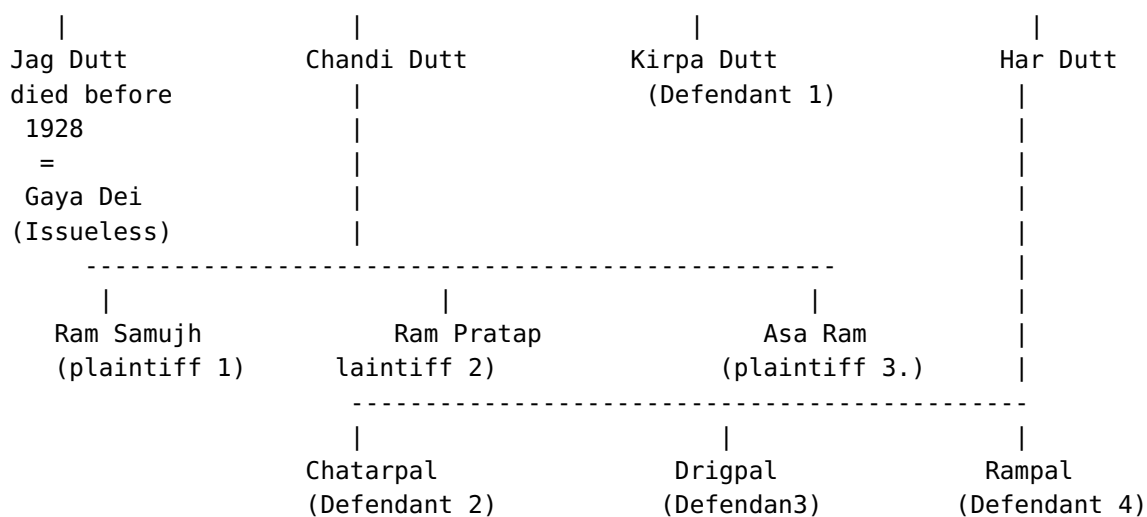 Jag Dutt Chandi Dutt Kirpa Dutt Har Dutt
died before (Defendant 1)
1928
=
Gaya Dei
(Issueless)
Ram Samujh Ram Pratap Asa Ram
(plaintiff 1) laintiff 2) (plaintiff 3.)
Chatarpal Drigpal Rampal
(Defendant 2) (Defendan3) (Defendant 4)